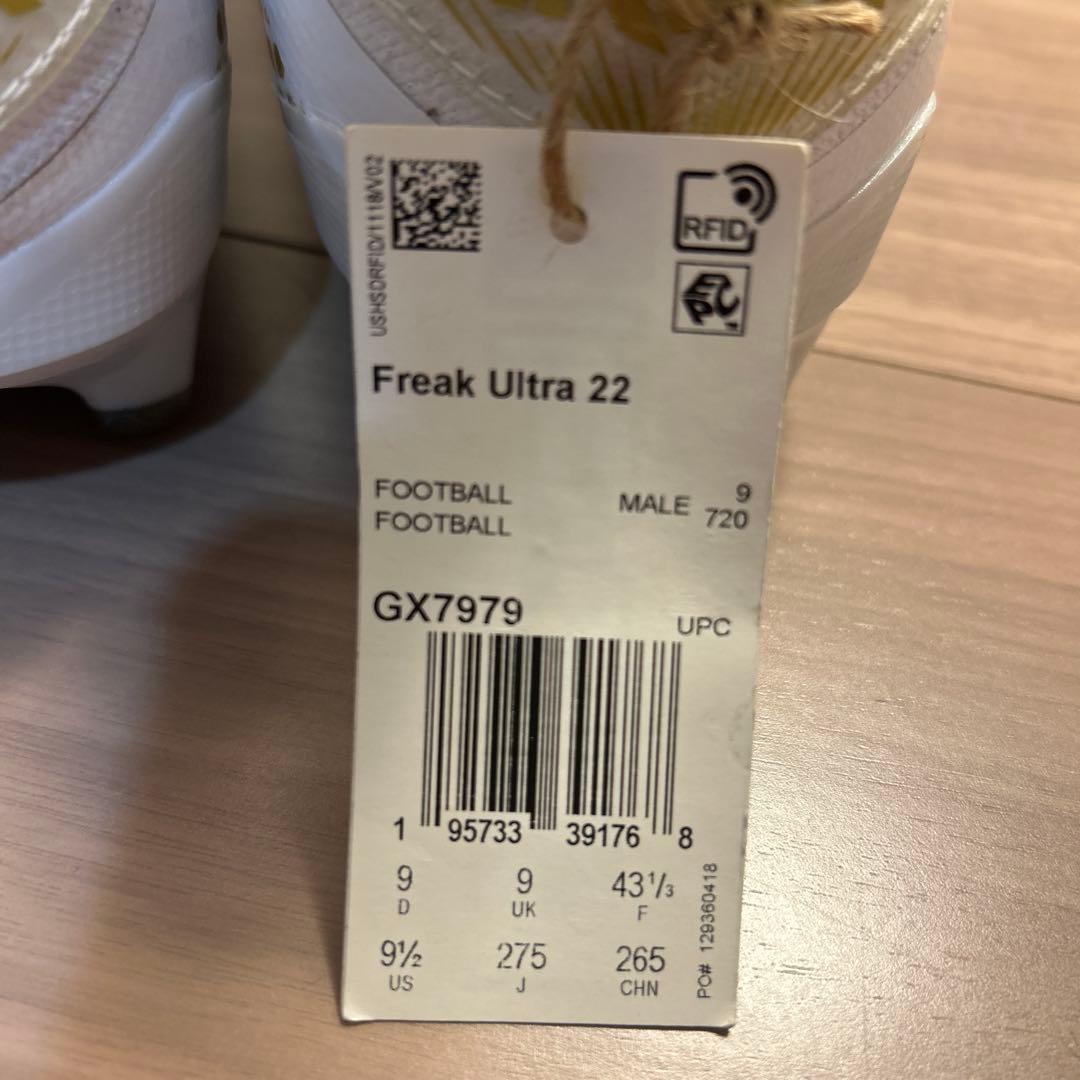 USHSDRFID/1118/V02
RFID
EPC
Freak Ultra 22
FOOTBALL
FOOTBALL
MALE 9
720
GX7979
UPC
1 95733 39176 8
9 9 43⅓
D UK F
9½ 275 265
US J CHN
PO# 129360418